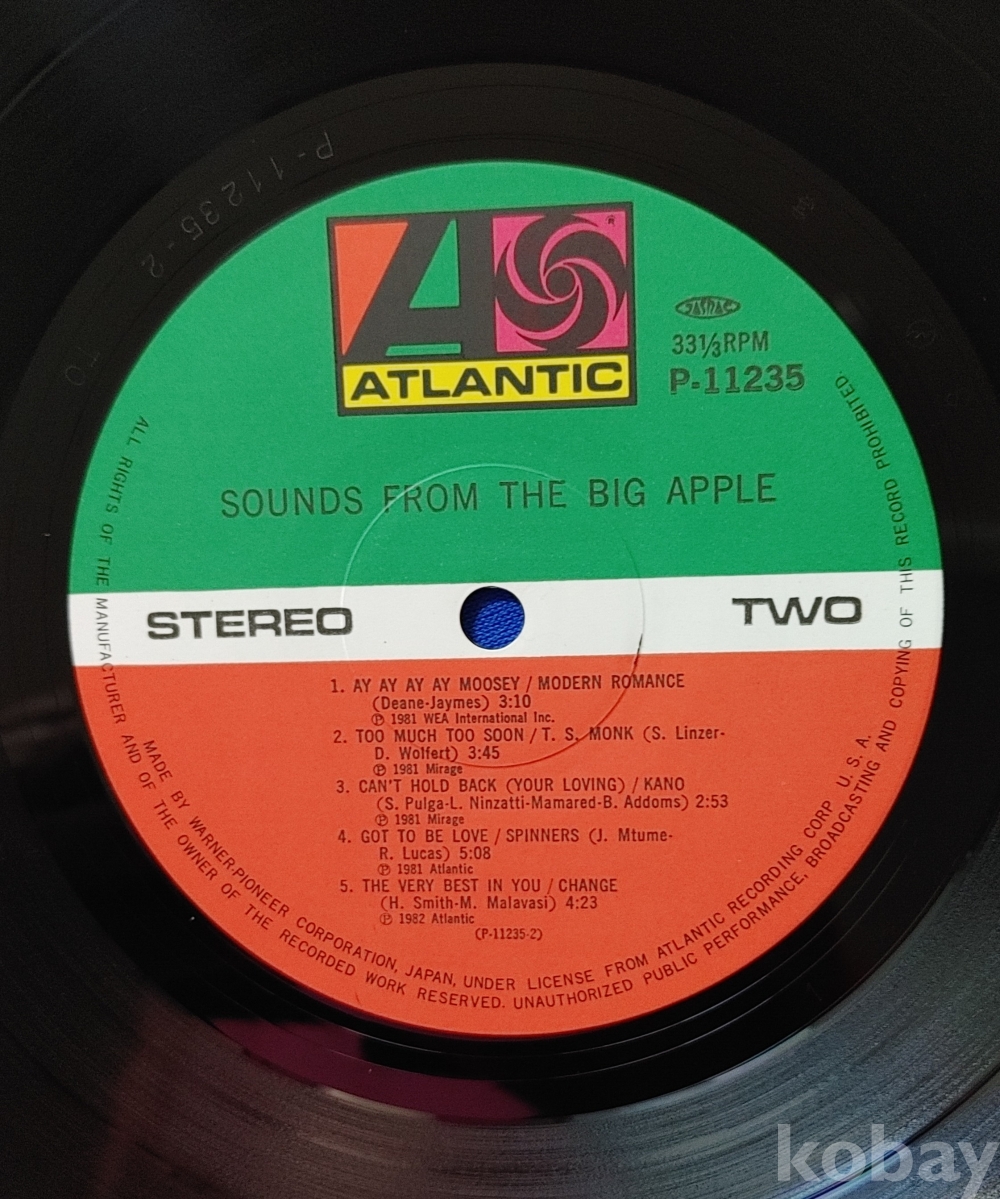 P-11235-2
ATLANTIC
®
JASRAC
33⅓RPM
P-11235
SOUNDS FROM THE BIG APPLE
STEREO
TWO
1. AY AY AY AY MOOSEY / MODERN ROMANCE
(Deane-Jaymes) 3:10
Ⓟ 1981 WEA International Inc.
2. TOO MUCH TOO SOON / T. S. MONK (S. Linzer-
D. Wolfert) 3:45
Ⓟ 1981 Mirage
3. CAN'T HOLD BACK (YOUR LOVING) / KANO
(S. Pulga-L. Ninzatti-Mamared-B. Addoms) 2:53
Ⓟ 1981 Mirage
4. GOT TO BE LOVE / SPINNERS (J. Mtume-
R. Lucas) 5:08
Ⓟ 1981 Atlantic
5. THE VERY BEST IN YOU / CHANGE
(H. Smith-M. Malavasi) 4:23
Ⓟ 1982 Atlantic
(P-11235-2)
MADE BY WARNER-PIONEER CORPORATION, JAPAN, UNDER LICENSE FROM ATLANTIC RECORDING CORP. U. S. A.
ALL RIGHTS OF THE MANUFACTURER AND OF THE OWNER OF THE RECORDED WORK RESERVED. UNAUTHORIZED PUBLIC PERFORMANCE, BROADCASTING AND COPYING OF THIS RECORD PROHIBITED.
kobay